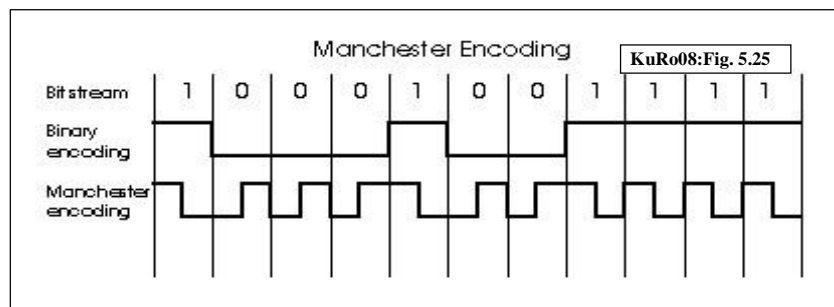 Manchester Encoding
KuRo08:Fig. 5.25
Bit stream 1 0 0 0 1 0 0 1 1 1 1
Binary
encoding
Manchester
encoding